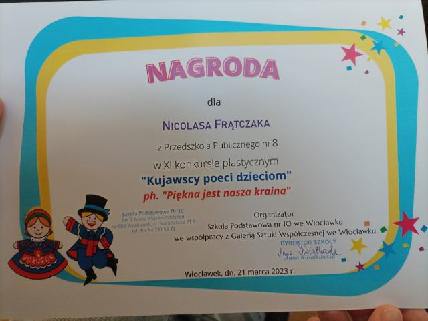 NAGRODA
dla
NICOLASA FRĄTCZAKA
z Przedszkola Publicznego nr 8
w XI konkursie plastycznym
"Kujawscy poeci dzieciom"
ph. "Piękna jest nasza kraina"
Organizator
Szkoła Podstawowa nr 10 we Włocławku
we współpracy z Galerią Sztuki Współczesnej we Włocławku
Włocławek, dn. 21 marca 2023 r.